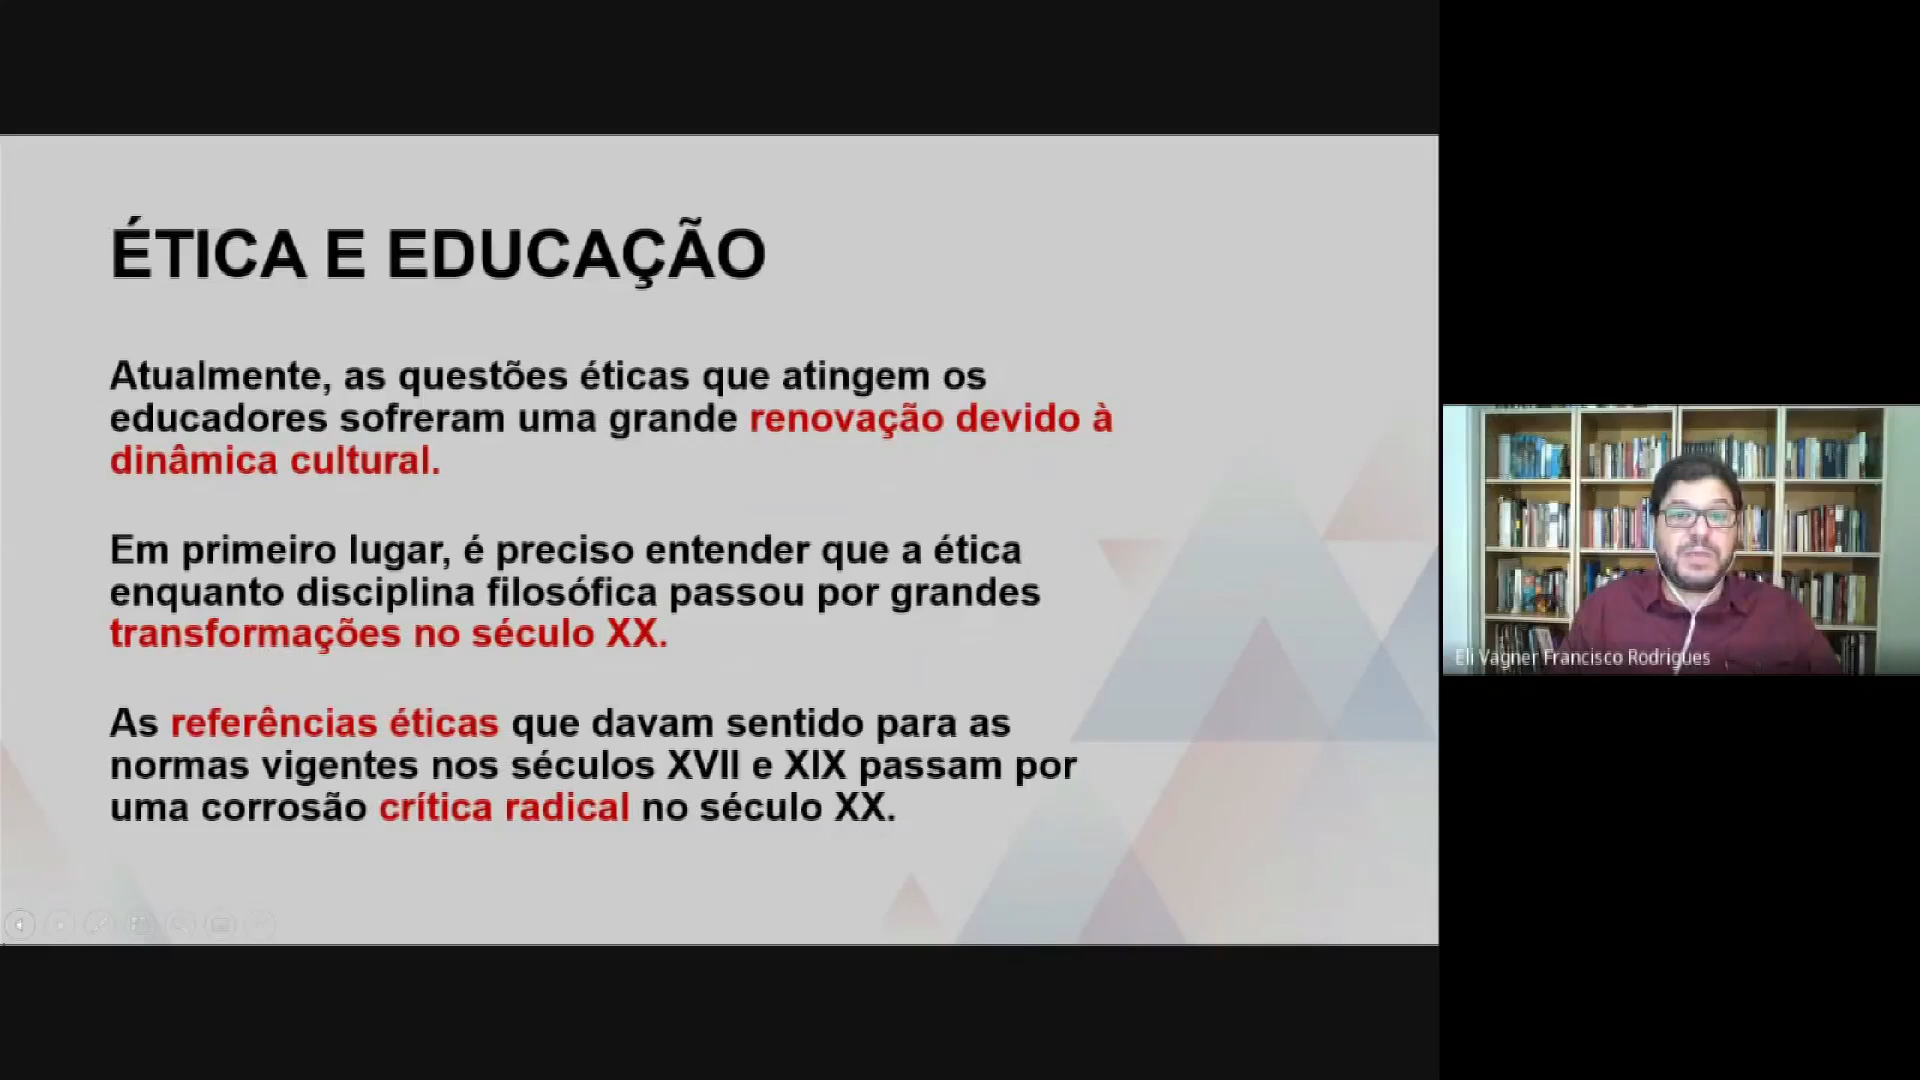 ÉTICA E EDUCAÇÃO
Atualmente, as questões éticas que atingem os
educadores sofreram uma grande renovação devido à
dinâmica cultural.
Em primeiro lugar, é preciso entender que a ética
enquanto disciplina filosófica passou por grandes
transformações no século XX.
As referências éticas que davam sentido para as
normas vigentes nos séculos XVII e XIX passam por
uma corrosão crítica radical no século XX.
Eli Vagner Francisco Rodrigues